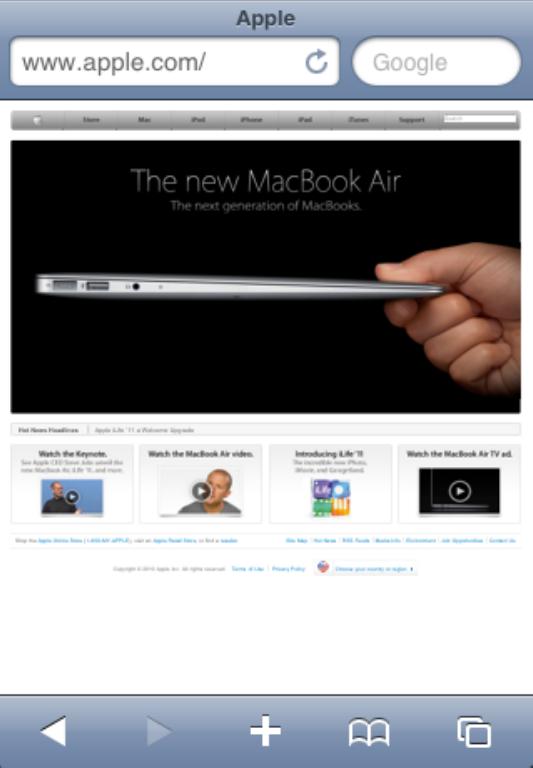 Apple
www.apple.com/
Google
Store Mac iPod iPhone iPad iTunes Support Search
The new MacBook Air
The next generation of MacBooks.
Hot News Headlines Apple iLife '11 a Welcome Upgrade
Watch the Keynote.
See Apple CEO Steve Jobs unveil the
new MacBook Air, iLife '11, and more.
Watch the MacBook Air video.
Introducing iLife '11
The incredible new iPhoto,
iMovie, and GarageBand.
iLife
Watch the MacBook Air TV ad.
Shop the Apple Online Store (1-800-MY-APPLE), visit an Apple Retail Store, or find a reseller.
Site Map Hot News RSS Feeds Media Info Environment Job Opportunities Contact Us
Copyright © 2010 Apple Inc. All rights reserved. Terms of Use Privacy Policy Choose your country or region